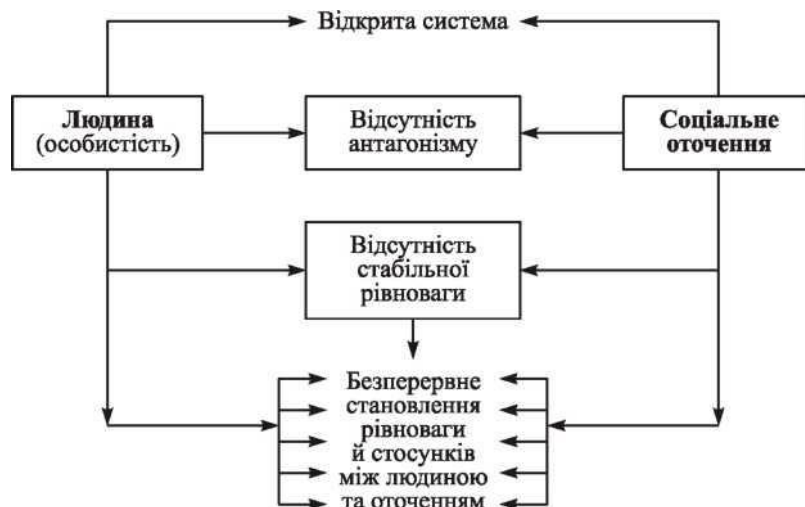 Відкрита система
Людина
(особистість)
Відсутність
антагонізму
Соціальне
оточення
Відсутність
стабільної
рівноваги
Безперервне
становлення
рівноваги
й стосунків
між людиною
та оточенням